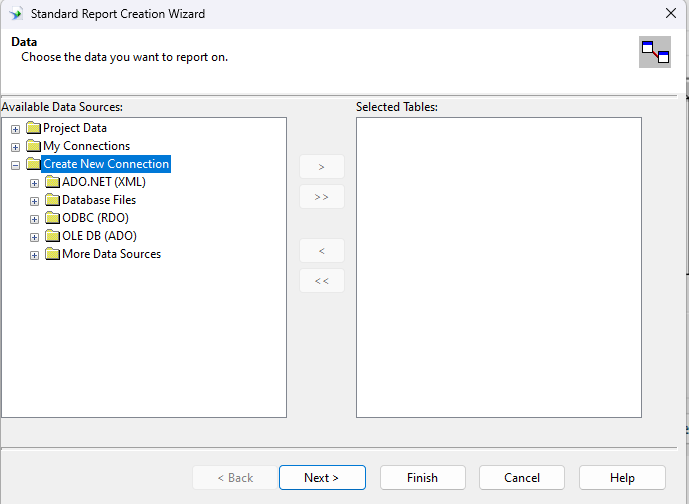 Standard Report Creation Wizard
Data
Choose the data you want to report on.
Available Data Sources:
Selected Tables:
Project Data
My Connections
Create New Connection
ADO.NET (XML)
Database Files
ODBC (RDO)
OLE DB (ADO)
More Data Sources
>
>>
<
<<
< Back
Next >
Finish
Cancel
Help